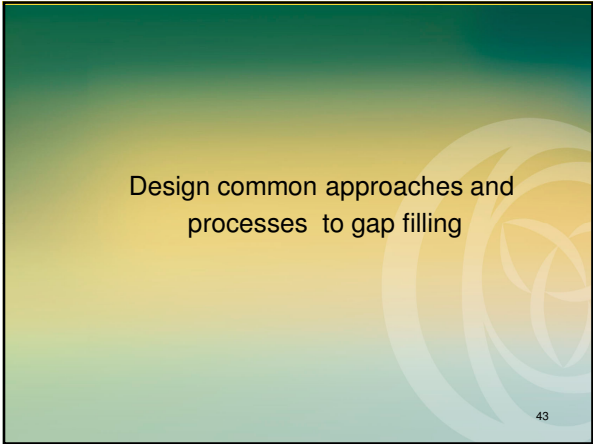 Design common approaches and
processes  to gap filling
43